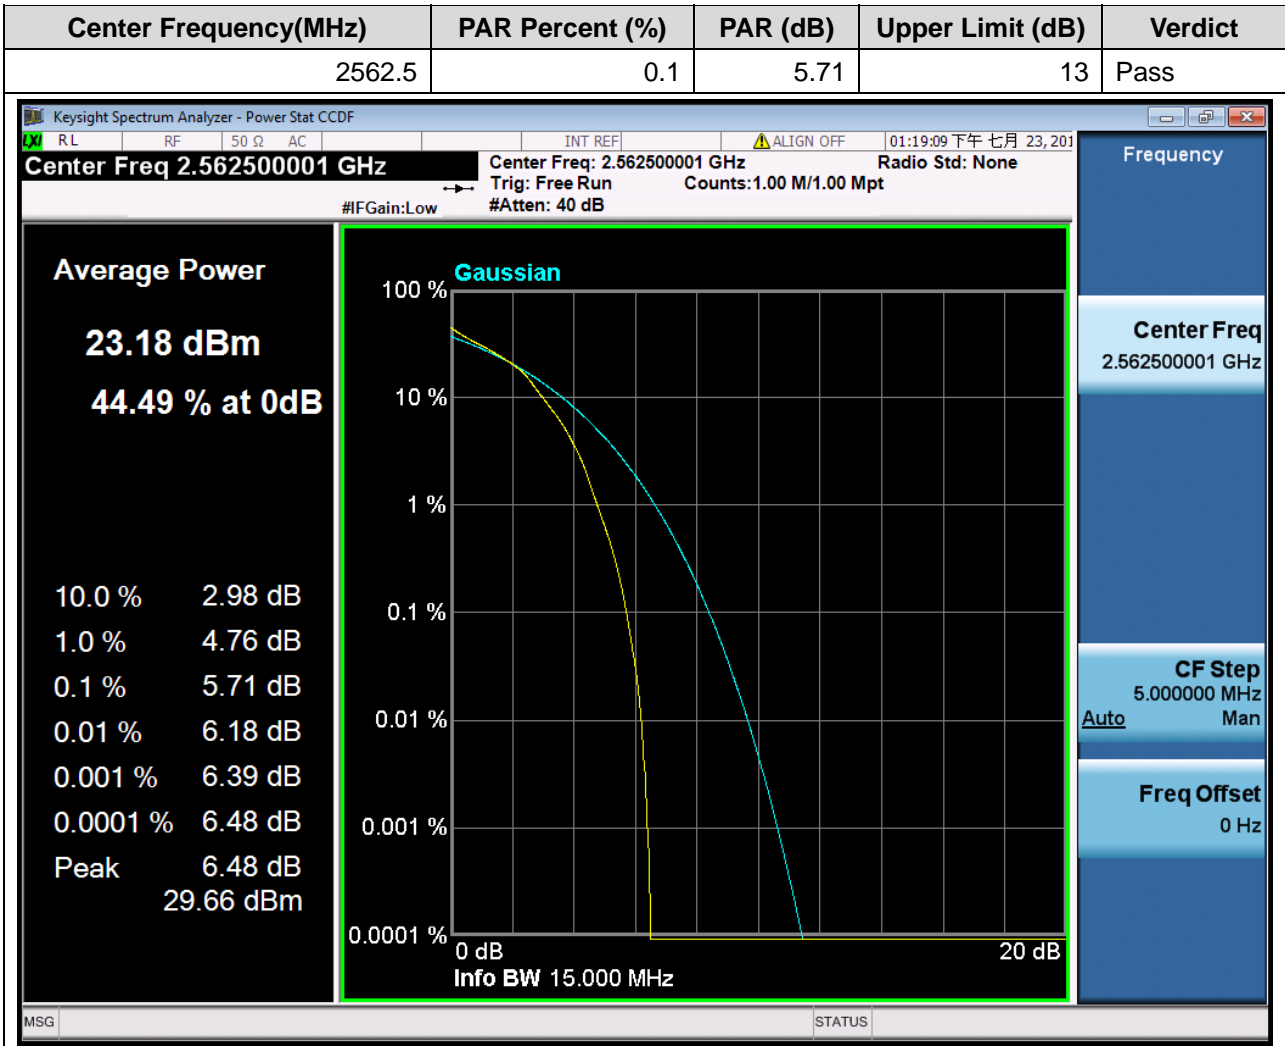 Center Frequency(MHz) PAR Percent (%) PAR (dB) Upper Limit (dB) Verdict
2562.5 0.1 5.71 13 Pass
Keysight Spectrum Analyzer - Power Stat CCDF
LXI RL RF 50 Ω AC INT REF ALIGN OFF 01:19:09 下午 七月 23, 201
Center Freq 2.562500001 GHz
#IFGain:Low
Center Freq: 2.562500001 GHz Radio Std: None
Trig: Free Run Counts:1.00 M/1.00 Mpt
#Atten: 40 dB
Average Power
23.18 dBm
44.49 % at 0dB
10.0 % 2.98 dB
1.0 % 4.76 dB
0.1 % 5.71 dB
0.01 % 6.18 dB
0.001 % 6.39 dB
0.0001 % 6.48 dB
Peak 6.48 dB
29.66 dBm
Gaussian
100 %
10 %
1 %
0.1 %
0.01 %
0.001 %
0.0001 %
0 dB 20 dB
Info BW 15.000 MHz
Frequency
Center Freq
2.562500001 GHz
CF Step
5.000000 MHz
Auto Man
Freq Offset
0 Hz
MSG STATUS